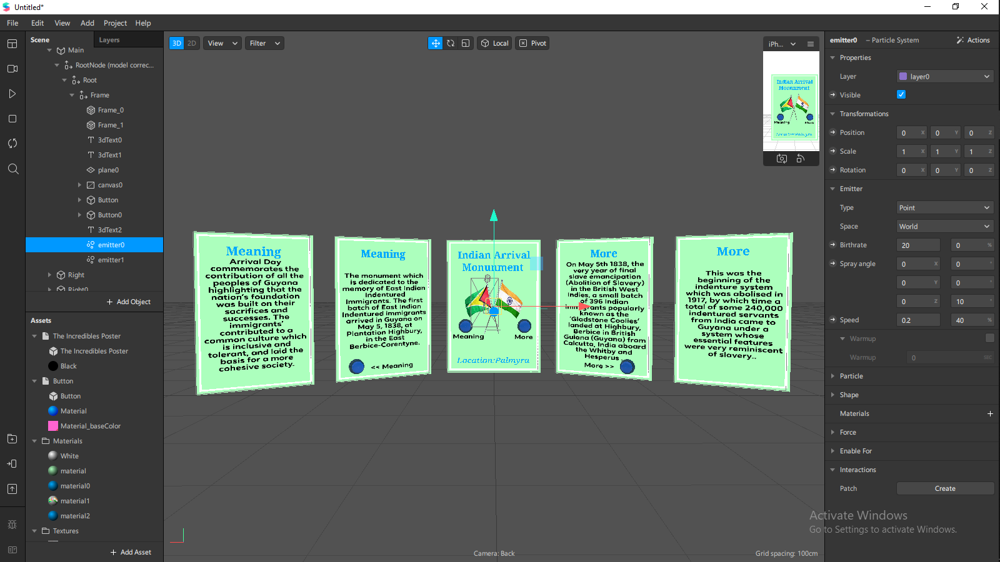 Untitled*
File Edit View Add Project Help
Scene Layers
Main
RootNode (model correc...
Root
Frame
Frame_0
Frame_1
3dText0
3dText1
plane0
canvas0
Button
Button0
3dText2
emitter0
emitter1
Right
Right0
+ Add Object
Assets
The Incredibles Poster
The Incredibles Poster
Black
Button
Button
Material
Material_baseColor
Materials
White
material
material0
material1
material2
Textures
+ Add Asset
3D 2D View Filter Local Pivot
Meaning
Arrival Day
commemorates the
contribution of all the
peoples of Guyana
highlighting that the
nation's foundation
was built on their
sacrifices and
successes. The
immigrants'
contributed to a
common culture which
is inclusive and
tolerant, and laid the
basis for a more
cohesive society.
Meaning
The monument which
is dedicated to the
memory of East Indian
Indentured
Immigrants. The first
batch of East Indian
Indentured immigrants
arrived in Guyana on
May 5, 1838, at
Plantation Highbury,
in the East
Berbice-Corentyne.
<< Meaning
Indian Arrival
Monunment
Meaning More
Location:Palmyra
More
On May 5th 1838, the
very year of final
slave emancipation
(Abolition of Slavery)
in the British West
Indies, a small batch
of 396 Indian
immigrants popularly
known as the
'Gladstone Coolies'
landed at Highbury,
Berbice in British
Guiana (Guyana) from
Calcutta, India aboard
the Whitby and
Hesperus.
More >>
More
This was the
beginning of the
indenture system
which was abolised in
1917, by which time a
total of some 240,000
indentured servants
from India came to
Guyana under a
system whose
essential features
were very reminiscent
of slavery..
Camera: Back
Grid spacing: 100cm
iPh...
Indian Arrival
Monunment
Meaning More
Location:Palmyra
emitter0 – Particle System Actions
Properties
Layer layer0
Visible
Transformations
Position 0 X 0 Y 0 Z
Scale 1 X 1 Y 1 Z
Rotation 0 X 0 Y 0 Z
Emitter
Type Point
Space World
Birthrate 20 0 %
Spray angle 0 X 0 °
0 Y 0 °
0 Z 10 °
Speed 0.2 40 %
Warmup
Warmup 0 SEC
Particle
Shape
Materials +
Force
Enable For
Interactions
Patch Create
Activate Windows
Go to Settings to activate Windows.